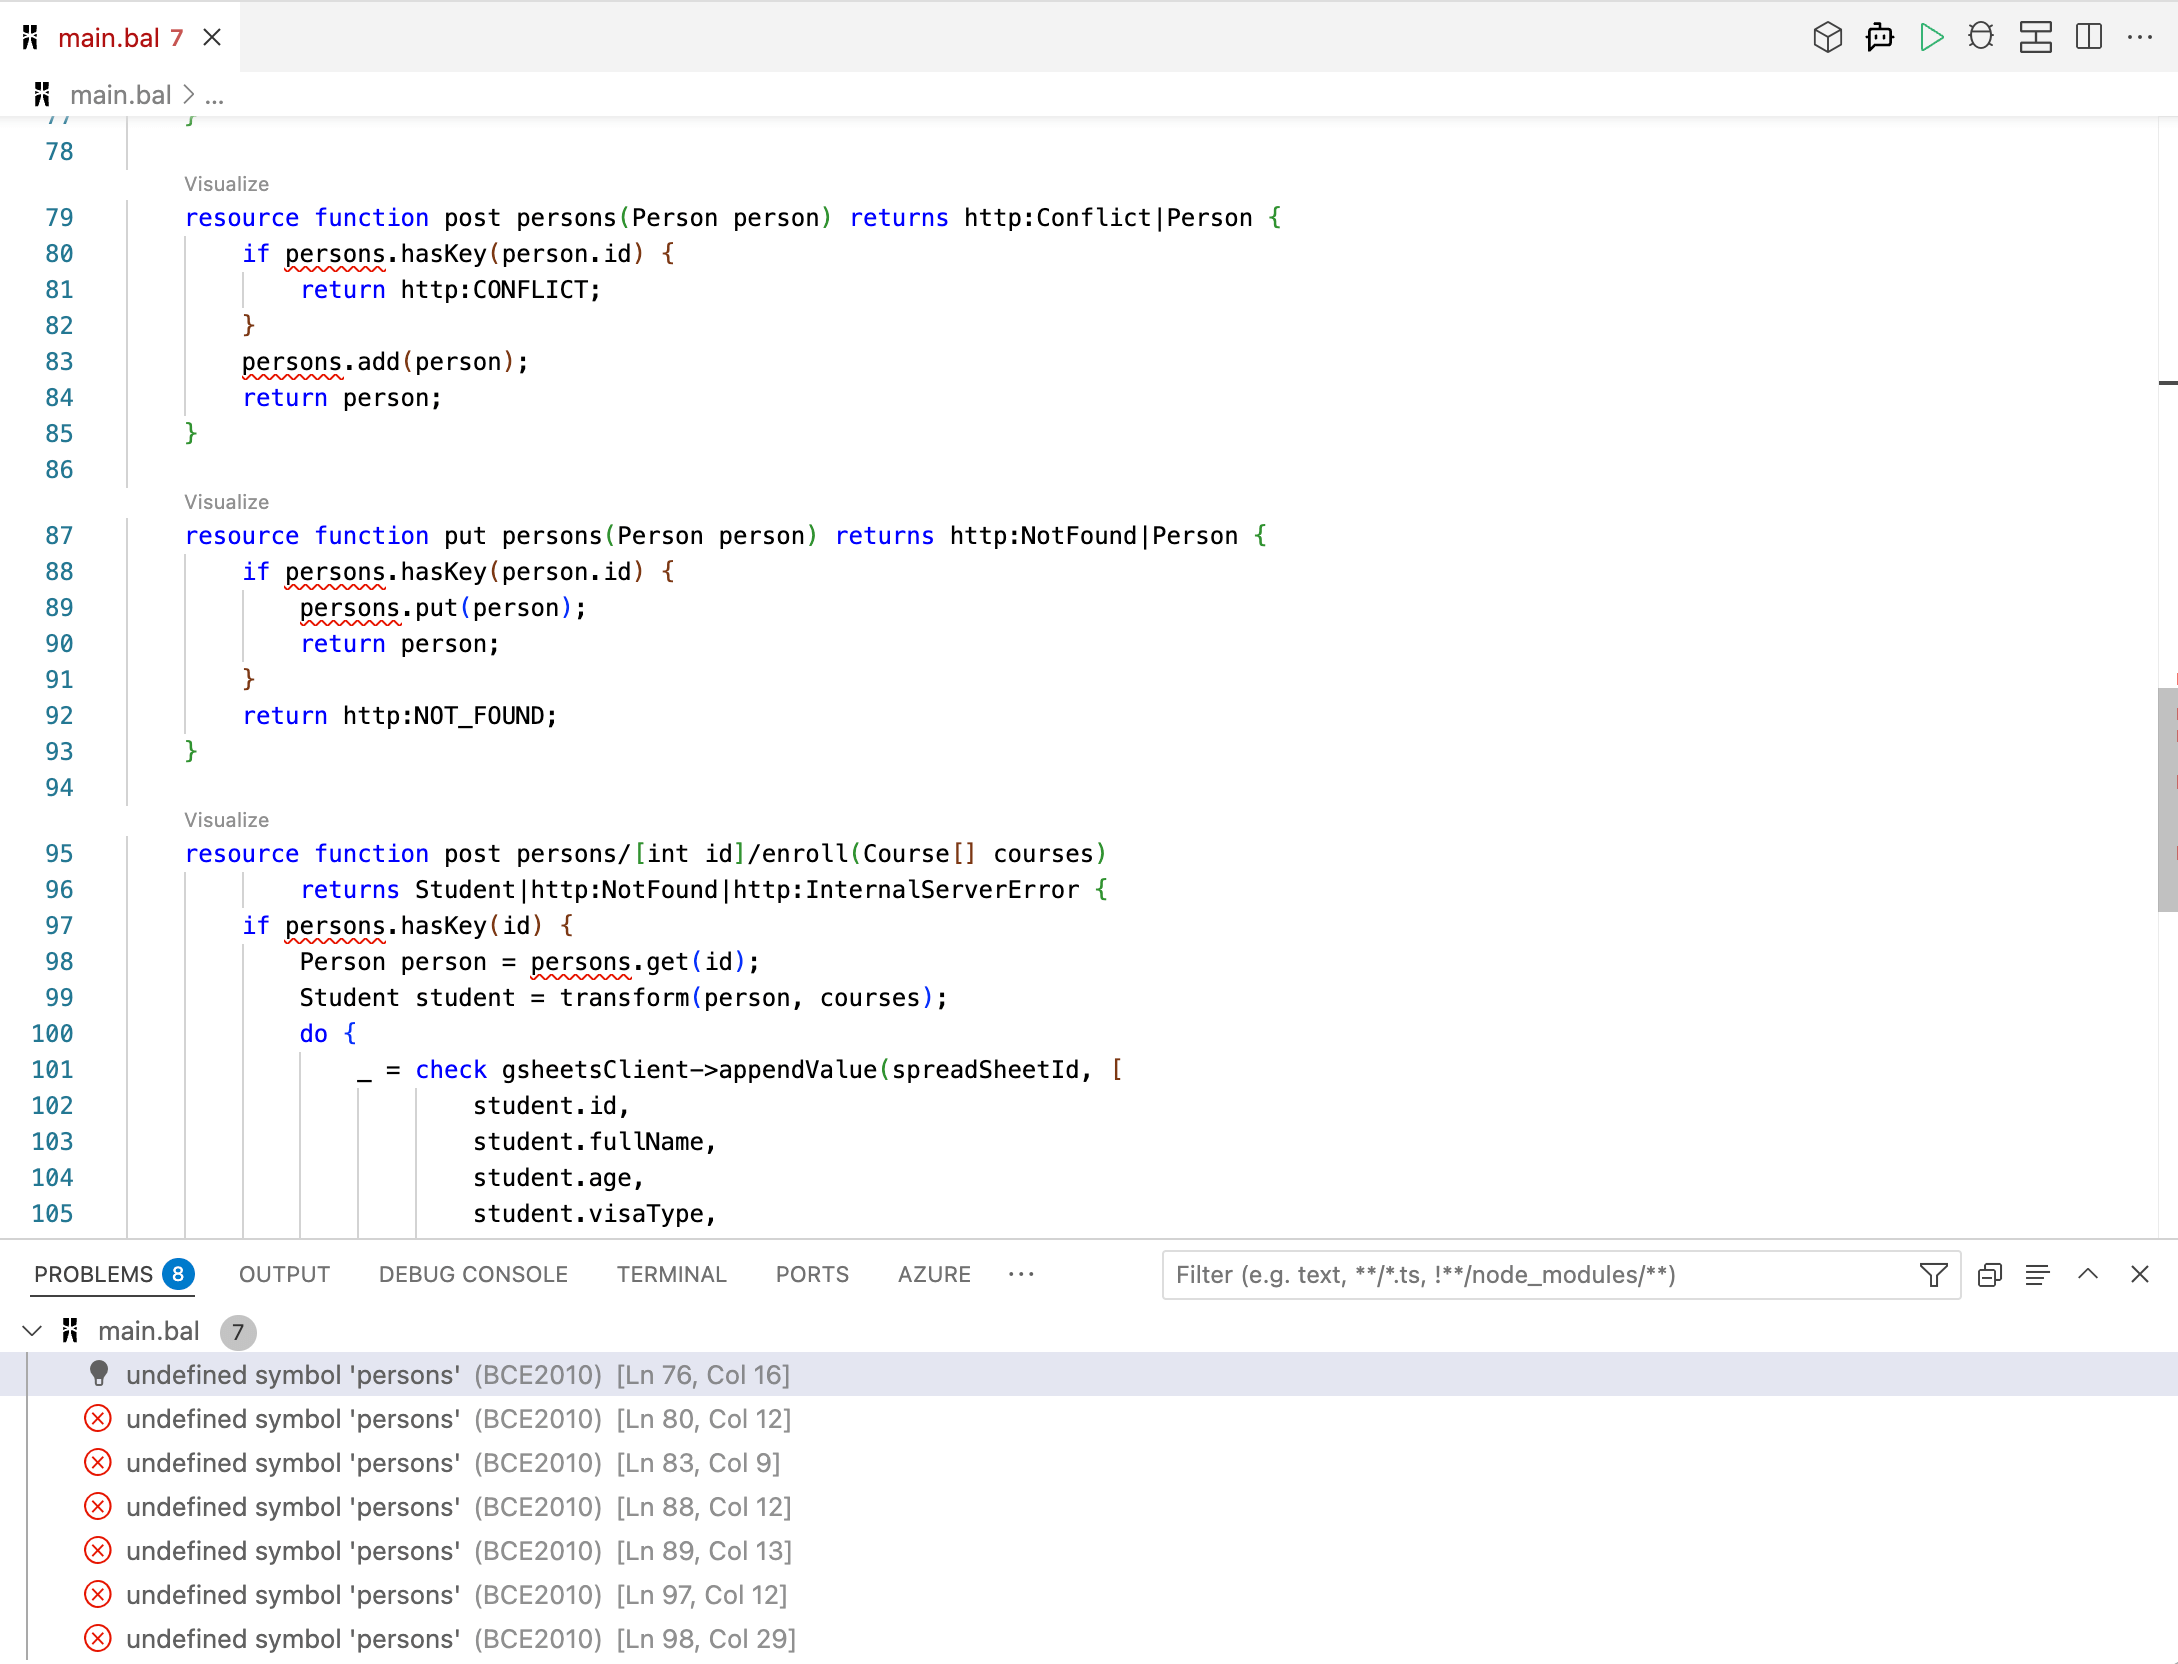 main.bal 7
main.bal > ...
77 }
78
Visualize
79 resource function post persons(Person person) returns http:Conflict|Person {
80 if persons.hasKey(person.id) {
81 return http:CONFLICT;
82 }
83 persons.add(person);
84 return person;
85 }
86
Visualize
87 resource function put persons(Person person) returns http:NotFound|Person {
88 if persons.hasKey(person.id) {
89 persons.put(person);
90 return person;
91 }
92 return http:NOT_FOUND;
93 }
94
Visualize
95 resource function post persons/[int id]/enroll(Course[] courses)
96 returns Student|http:NotFound|http:InternalServerError {
97 if persons.hasKey(id) {
98 Person person = persons.get(id);
99 Student student = transform(person, courses);
100 do {
101 _ = check gsheetsClient->appendValue(spreadSheetId, [
102 student.id,
103 student.fullName,
104 student.age,
105 student.visaType,
PROBLEMS 8 OUTPUT DEBUG CONSOLE TERMINAL PORTS AZURE ... Filter (e.g. text, **/*.ts, !**/node_modules/**)
main.bal 7
undefined symbol 'persons' (BCE2010) [Ln 76, Col 16]
undefined symbol 'persons' (BCE2010) [Ln 80, Col 12]
undefined symbol 'persons' (BCE2010) [Ln 83, Col 9]
undefined symbol 'persons' (BCE2010) [Ln 88, Col 12]
undefined symbol 'persons' (BCE2010) [Ln 89, Col 13]
undefined symbol 'persons' (BCE2010) [Ln 97, Col 12]
undefined symbol 'persons' (BCE2010) [Ln 98, Col 29]